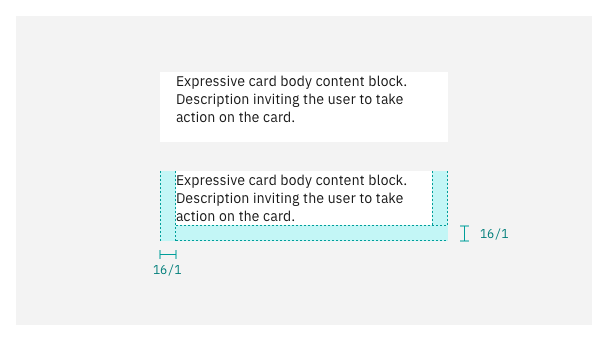 Expressive card body content block.
Description inviting the user to take
action on the card.
Expressive card body content block.
Description inviting the user to take
action on the card.
16/1
16/1